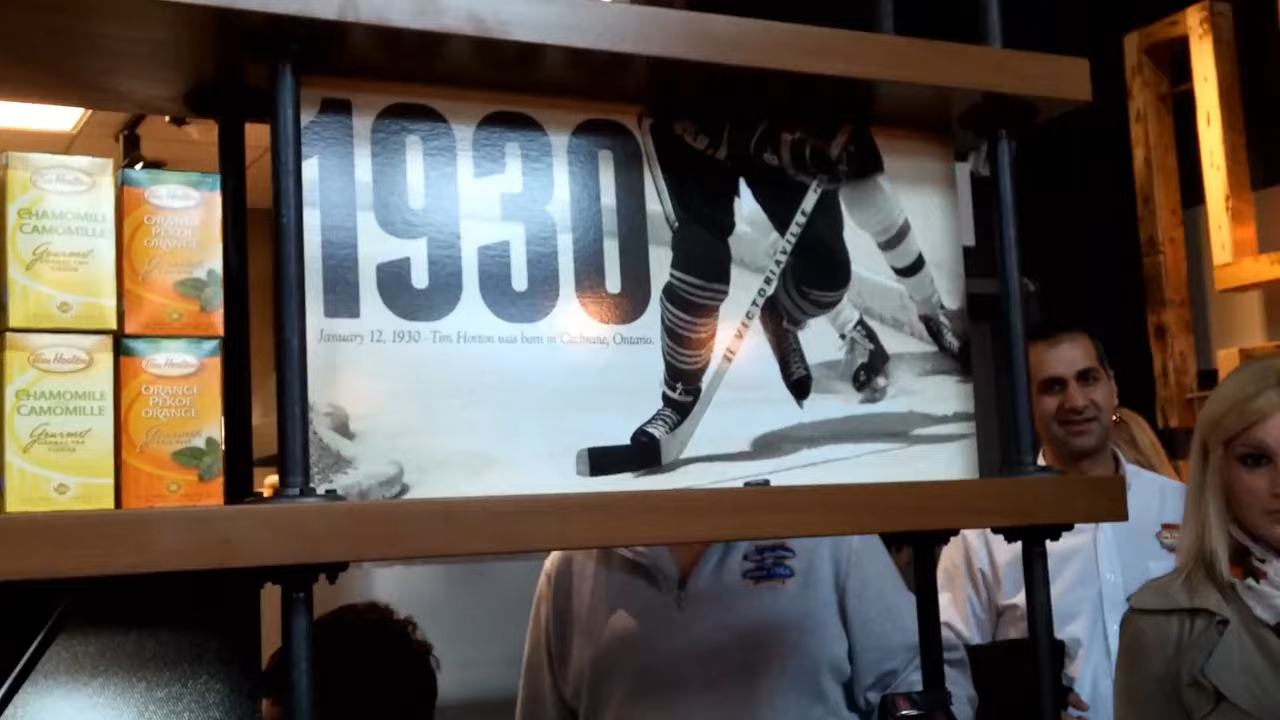 1930
January 12, 1930 · Tim Horton was born in Cochrane, Ontario.
VICTORIAVILLE
Tim Hortons
CHAMOMILE
CAMOMILLE
Gourmet
Tim Hortons
ORANGE
PEKOE
ORANGE
Tim Hortons
CHAMOMILE
CAMOMILLE
Gourmet
Tim Hortons
ORANGE
PEKOE
ORANGE
Gourmet